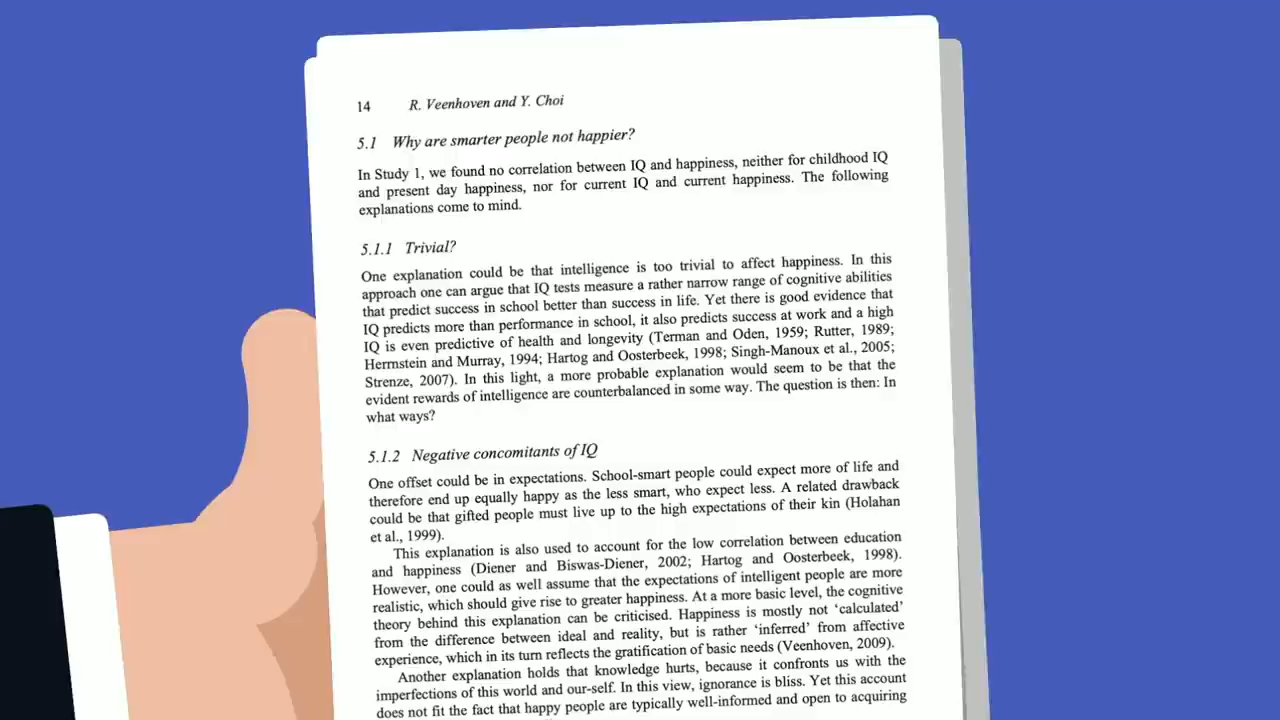 14 R. Veenhoven and Y. Choi
5.1 Why are smarter people not happier?
In Study 1, we found no correlation between IQ and happiness, neither for childhood IQ
and present day happiness, nor for current IQ and current happiness. The following
explanations come to mind.
5.1.1 Trivial?
One explanation could be that intelligence is too trivial to affect happiness. In this
approach one can argue that IQ tests measure a rather narrow range of cognitive abilities
that predict success in school better than success in life. Yet there is good evidence that
IQ predicts more than performance in school, it also predicts success at work and a high
IQ is even predictive of health and longevity (Terman and Oden, 1959; Rutter, 1989;
Herrnstein and Murray, 1994; Hartog and Oosterbeek, 1998; Singh-Manoux et al., 2005;
Strenze, 2007). In this light, a more probable explanation would seem to be that the
evident rewards of intelligence are counterbalanced in some way. The question is then: In
what ways?
5.1.2 Negative concomitants of IQ
One offset could be in expectations. School-smart people could expect more of life and
therefore end up equally happy as the less smart, who expect less. A related drawback
could be that gifted people must live up to the high expectations of their kin (Holahan
et al., 1999).
This explanation is also used to account for the low correlation between education
and happiness (Diener and Biswas-Diener, 2002; Hartog and Oosterbeek, 1998).
However, one could as well assume that the expectations of intelligent people are more
realistic, which should give rise to greater happiness. At a more basic level, the cognitive
theory behind this explanation can be criticised. Happiness is mostly not ‘calculated’
from the difference between ideal and reality, but is rather ‘inferred’ from affective
experience, which in its turn reflects the gratification of basic needs (Veenhoven, 2009).
Another explanation holds that knowledge hurts, because it confronts us with the
imperfections of this world and our-self. In this view, ignorance is bliss. Yet this account
does not fit the fact that happy people are typically well-informed and open to acquiring